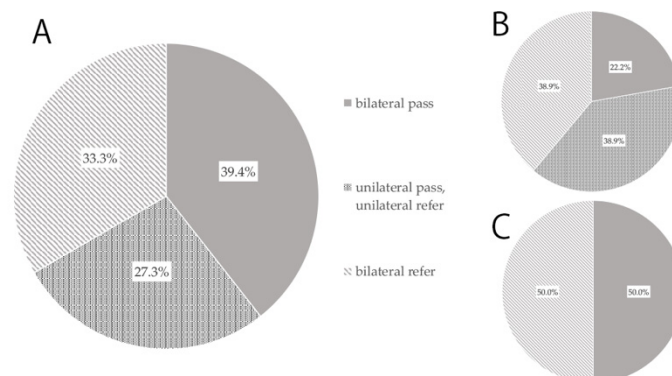 A
39.4%
27.3%
33.3%
bilateral pass
unilateral pass,
unilateral refer
bilateral refer
B
22.2%
38.9%
38.9%
C
50.0%
50.0%